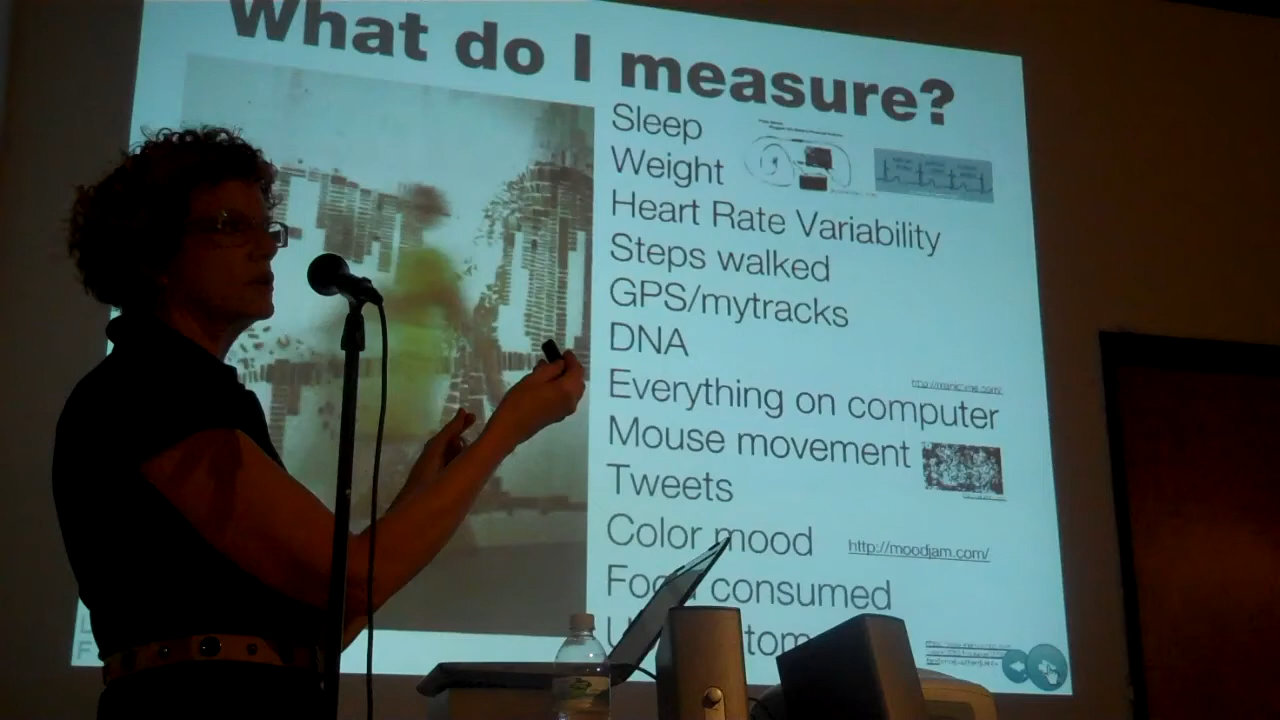 What do I measure?
Sleep
Weight
Heart Rate Variability
Steps walked
GPS/mytracks
DNA
Everything on computer
Mouse movement
Tweets
Color mood
http://moodjam.com/
Food consumed